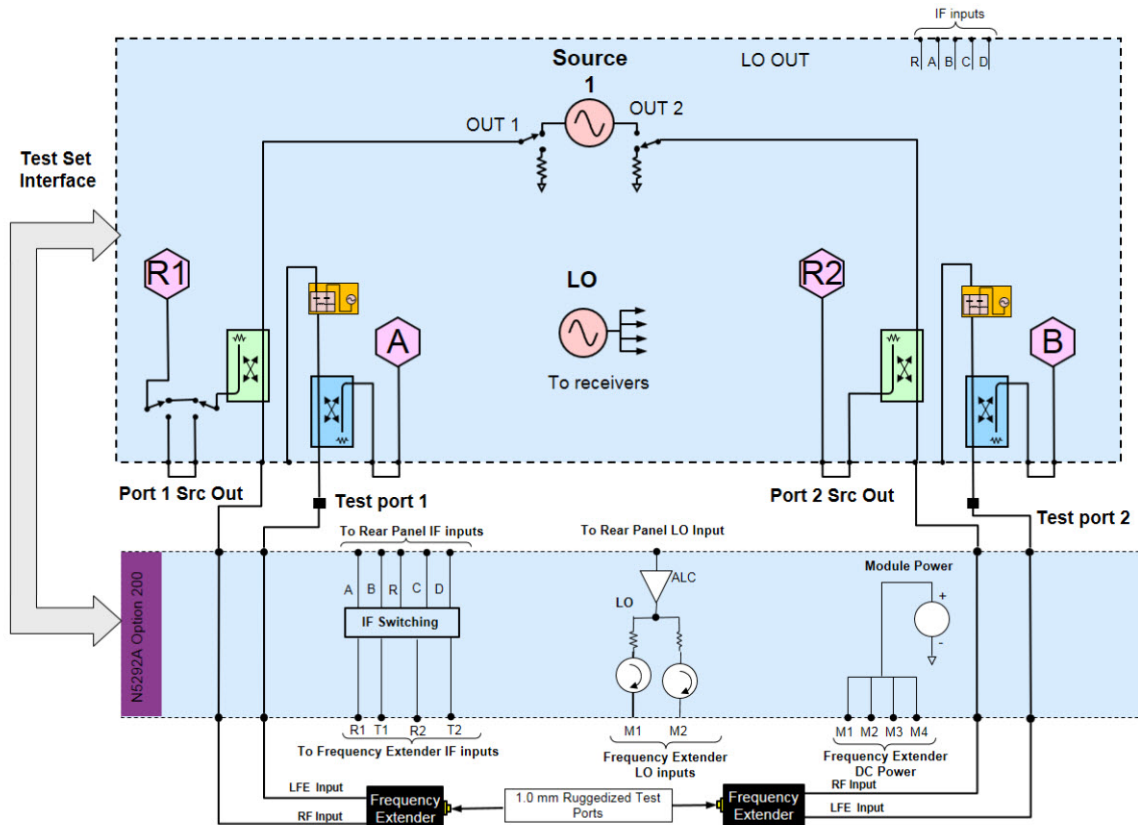 IF inputs
R A B C D
LO OUT
Source
1
OUT 1
OUT 2
Test Set
Interface
R1
A
LO
To receivers
R2
B
Port 1 Src Out
Test port 1
Port 2 Src Out
Test port 2
To Rear Panel IF inputs
A B R C D
IF Switching
R1 T1 R2 T2
To Frequency Extender IF inputs
To Rear Panel LO Input
ALC
LO
M1 M2
Frequency Extender
LO inputs
Module Power
+
-
M1 M2 M3 M4
Frequency Extender
DC Power
N5292A Option 200
LFE Input
RF Input
Frequency
Extender
1.0 mm Ruggedized Test
Ports
Frequency
Extender
RF Input
LFE Input